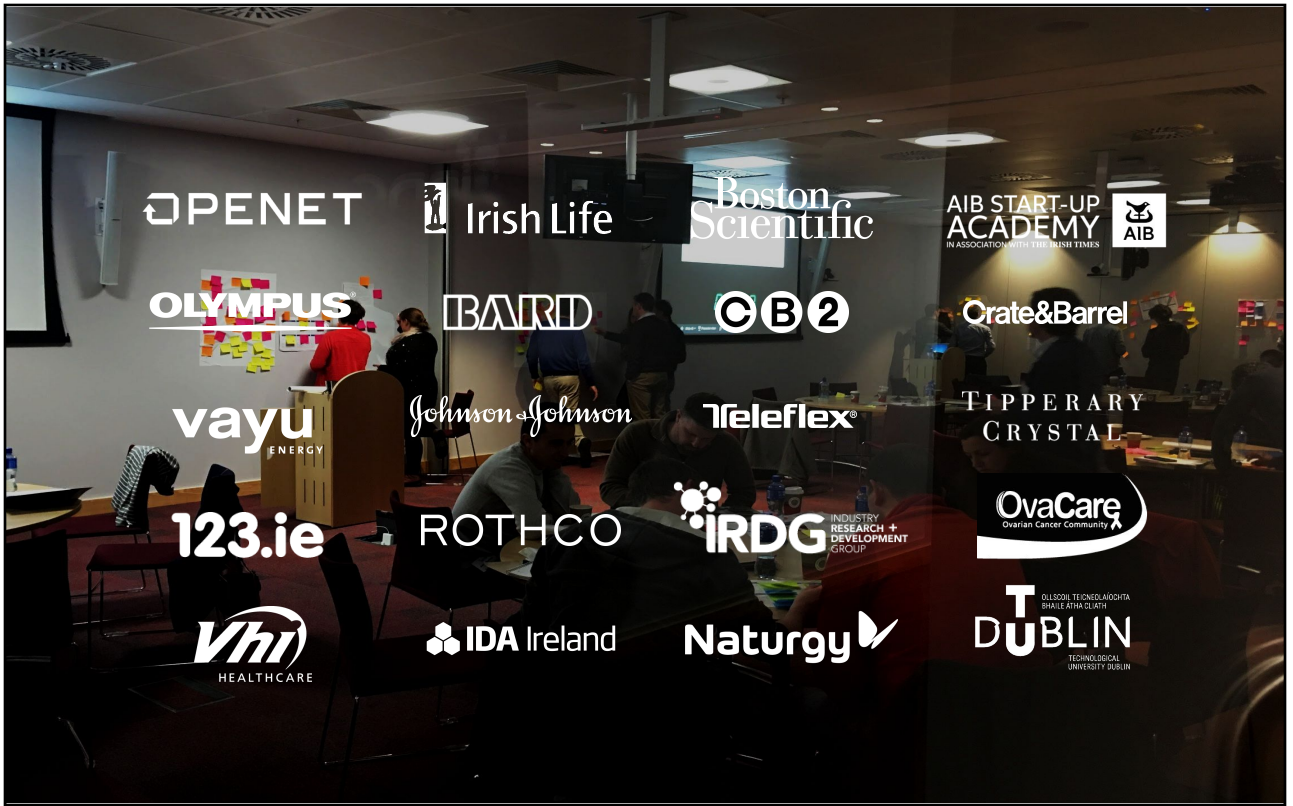 OPENET
Irish Life
Boston
Scientific
AIB START-UP
ACADEMY
IN ASSOCIATION WITH THE IRISH TIMES
AIB
OLYMPUS®
BARD
CB2
Crate&Barrel
vayu
ENERGY
Johnson & Johnson
Teleflex®
TIPPERARY
CRYSTAL
123.ie
ROTHCO
iRDG
INDUSTRY
RESEARCH +
DEVELOPMENT
GROUP
OvaCare
Ovarian Cancer Community
Vhi
HEALTHCARE
IDA Ireland
Naturgy
OLLSCOIL TEICNEOLAÍOCHTA
BHAILE ÁTHA CLIATH
TU DUBLIN
TECHNOLOGICAL
UNIVERSITY DUBLIN